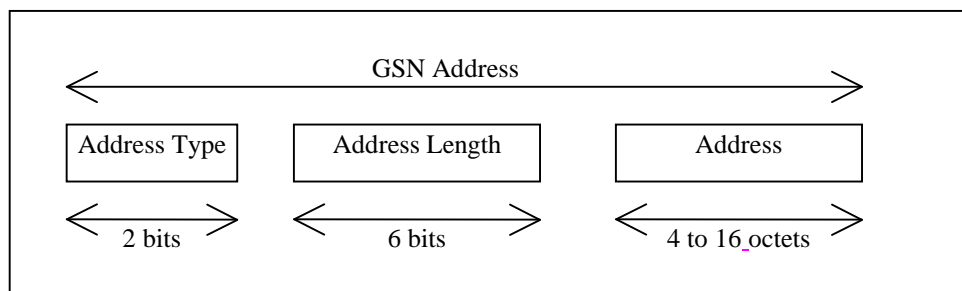 GSN Address
Address Type Address Length Address
2 bits 6 bits 4 to 16 octets